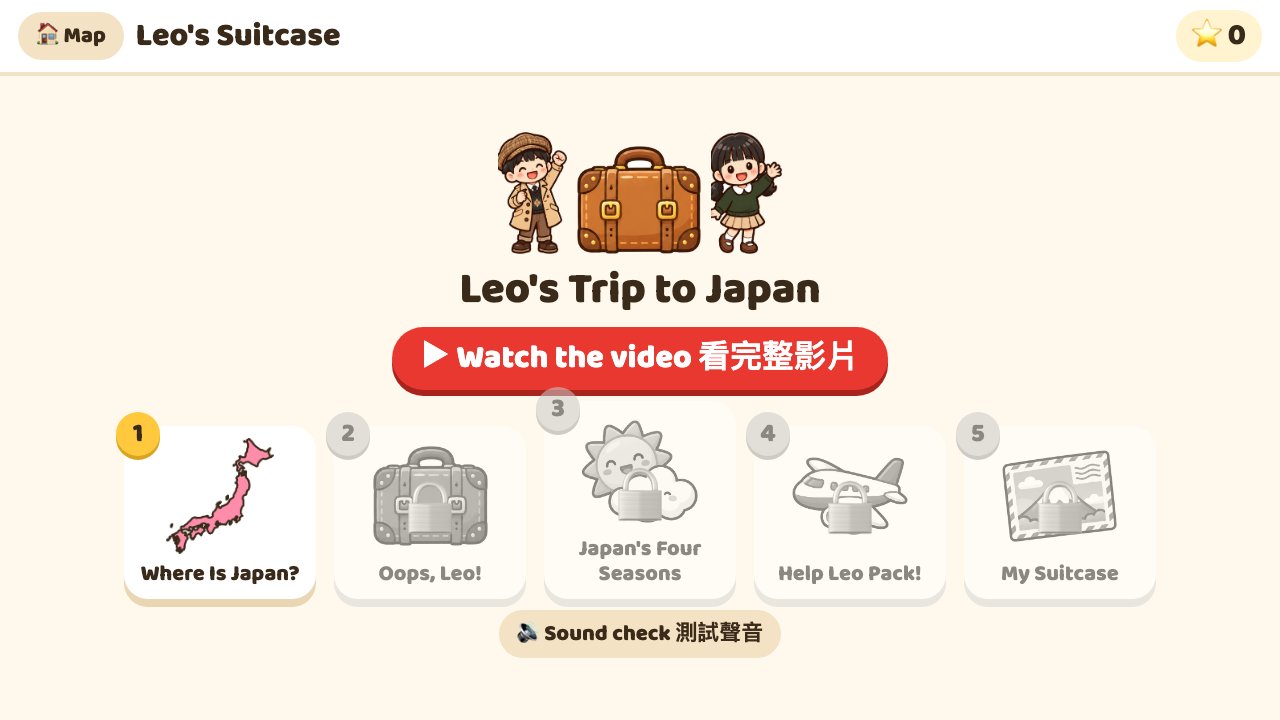 🏠 Map
Leo's Suitcase
⭐ 0
Leo's Trip to Japan
▶ Watch the video 看完整影片
1
Where Is Japan?
2
Oops, Leo!
3
Japan's Four
Seasons
4
Help Leo Pack!
5
My Suitcase
🔊 Sound check 測試聲音